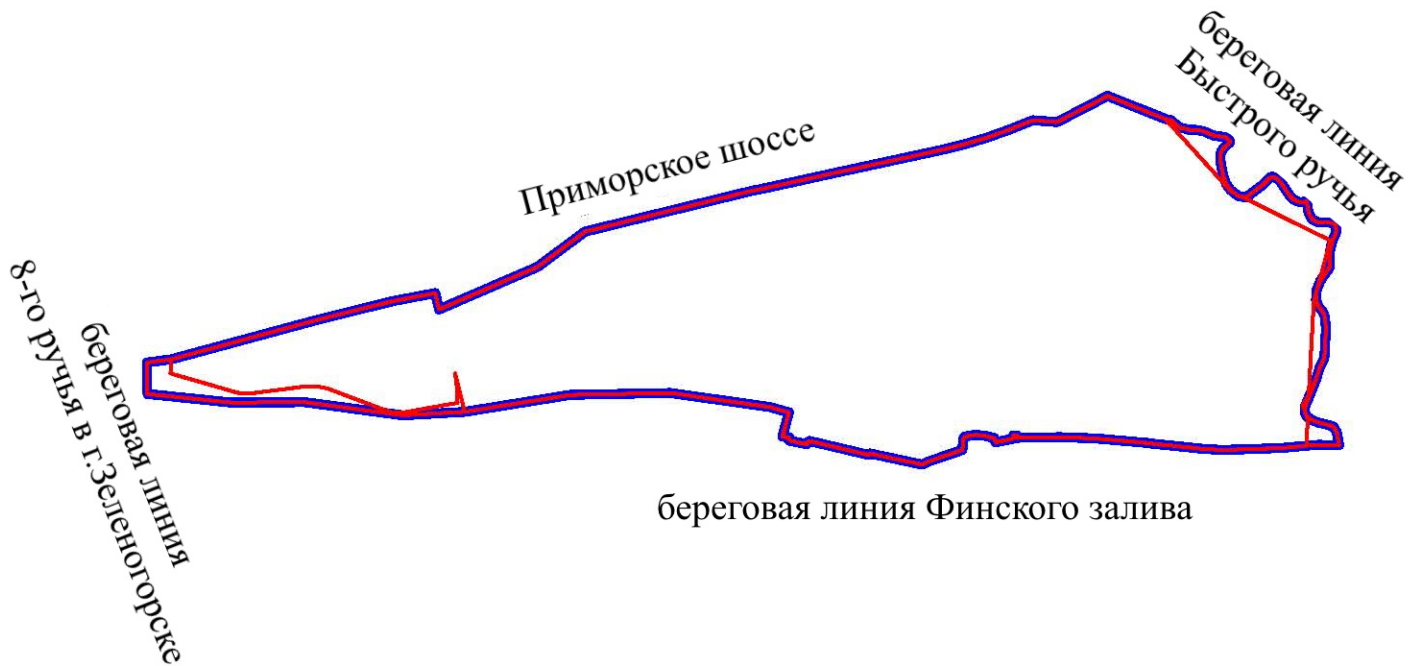 береговая линия
Быстрого ручья
Приморское шоссе
береговая линия
8-го ручья в г.Зеленогорске
береговая линия Финского залива